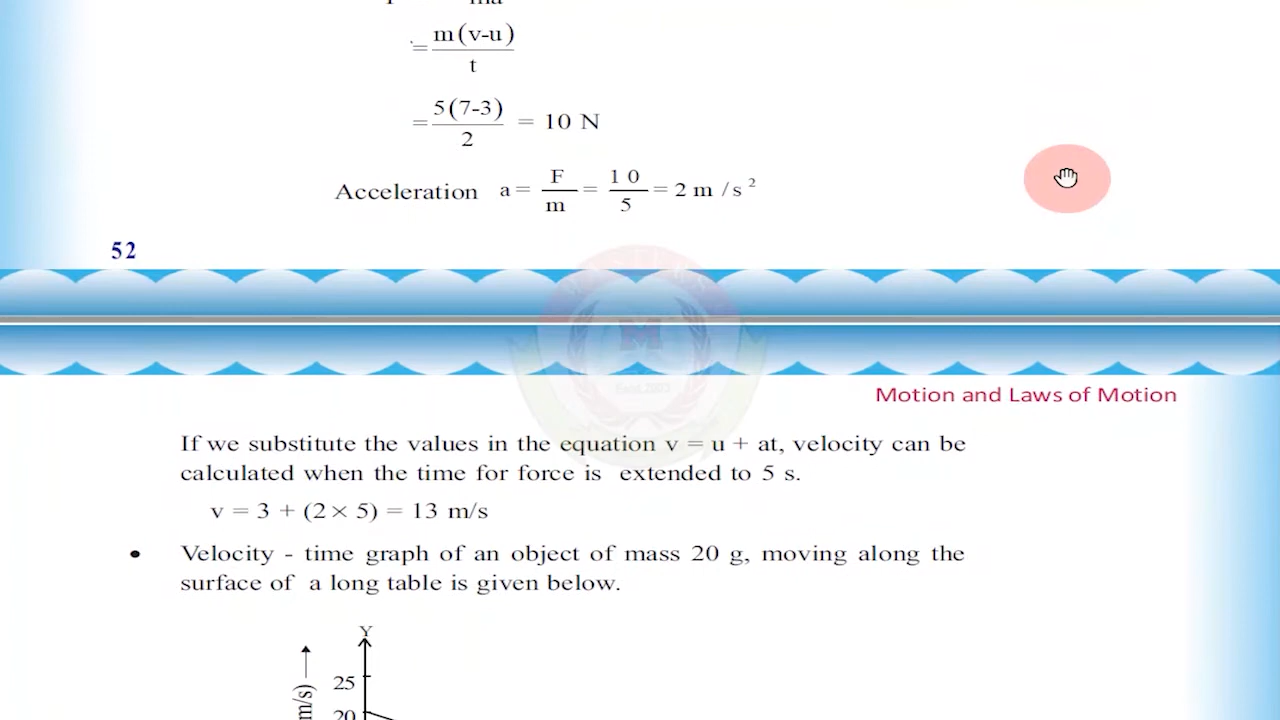 = m(v-u) / t
= 5(7-3) / 2 = 10 N
Acceleration a = F / m = 10 / 5 = 2 m /s²
52
M
Estd.2003
Motion and Laws of Motion
If we substitute the values in the equation v = u + at, velocity can be
calculated when the time for force is extended to 5 s.
v = 3 + (2 × 5) = 13 m/s
• Velocity - time graph of an object of mass 20 g, moving along the
surface of a long table is given below.
Y
m/s)
25
20